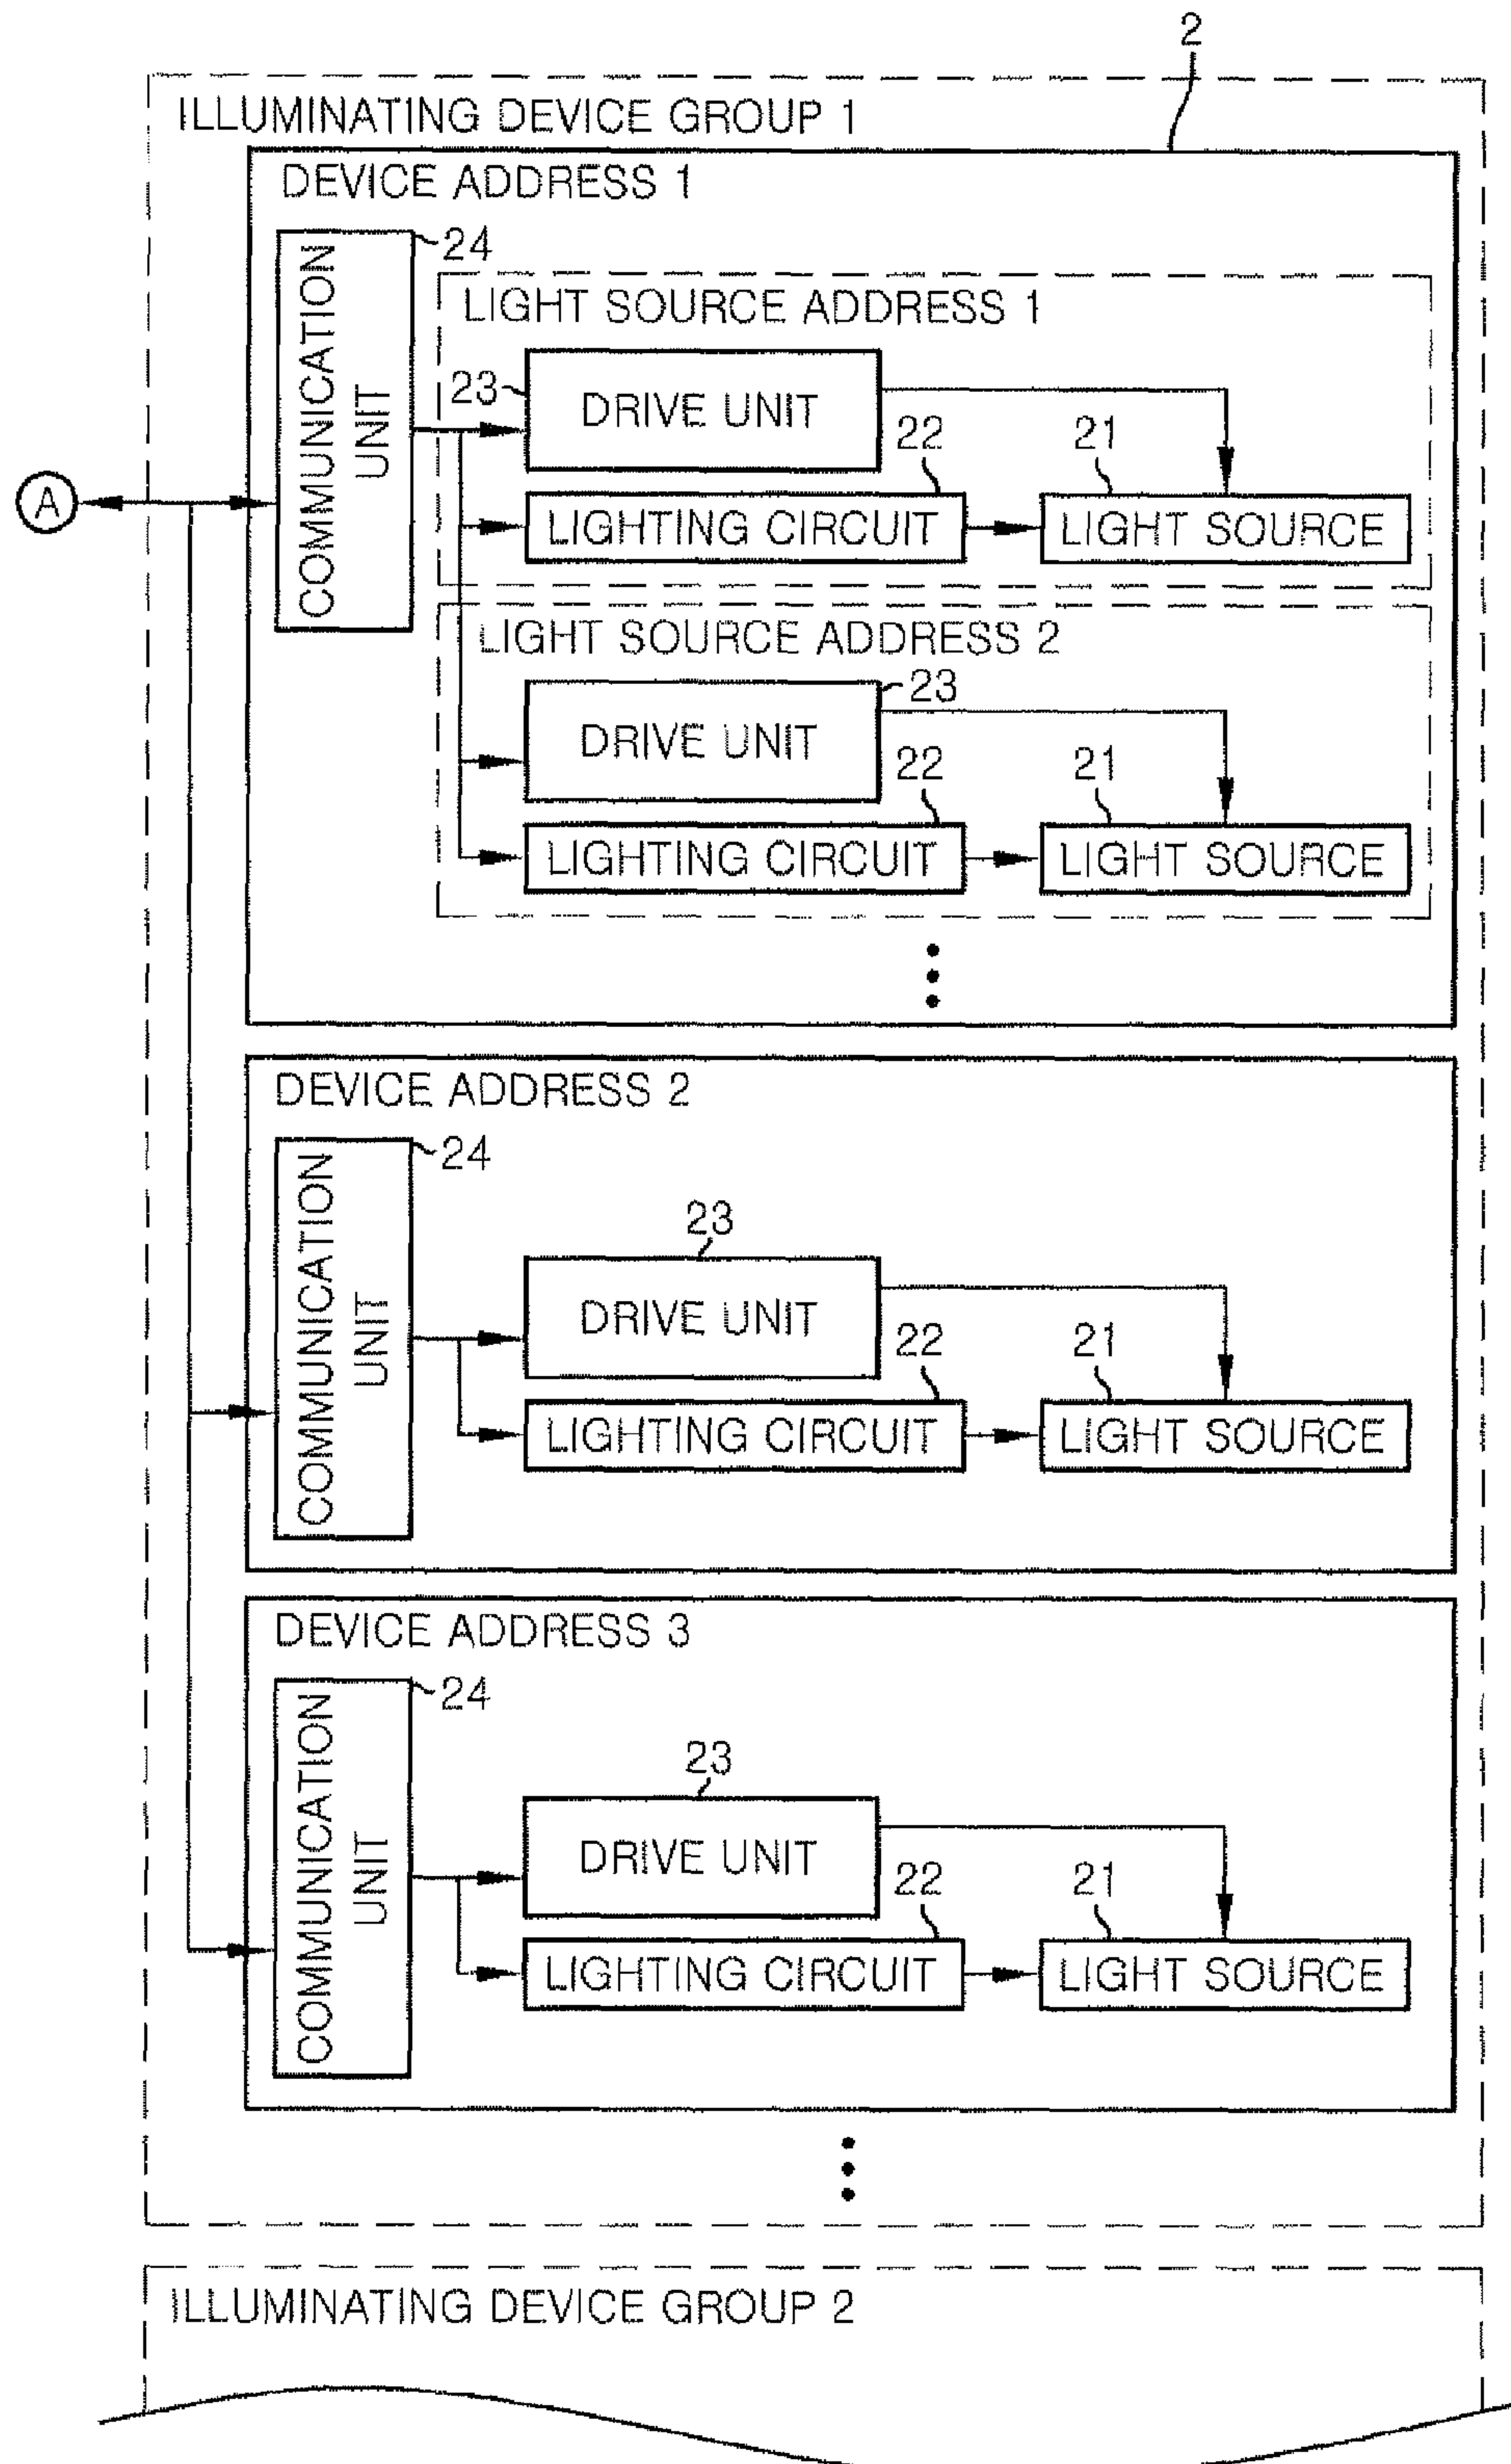 2
ILLUMINATING DEVICE GROUP 1
DEVICE ADDRESS 1
24
COMMUNICATION
UNIT
LIGHT SOURCE ADDRESS 1
23
DRIVE UNIT
22
21
A
LIGHTING CIRCUIT
LIGHT SOURCE
LIGHT SOURCE ADDRESS 2
23
DRIVE UNIT
22
21
LIGHTING CIRCUIT
LIGHT SOURCE
DEVICE ADDRESS 2
24
COMMUNICATION
UNIT
23
DRIVE UNIT
22
21
LIGHTING CIRCUIT
LIGHT SOURCE
DEVICE ADDRESS 3
24
COMMUNICATION
UNIT
23
DRIVE UNIT
22
21
LIGHTING CIRCUIT
LIGHT SOURCE
ILLUMINATING DEVICE GROUP 2